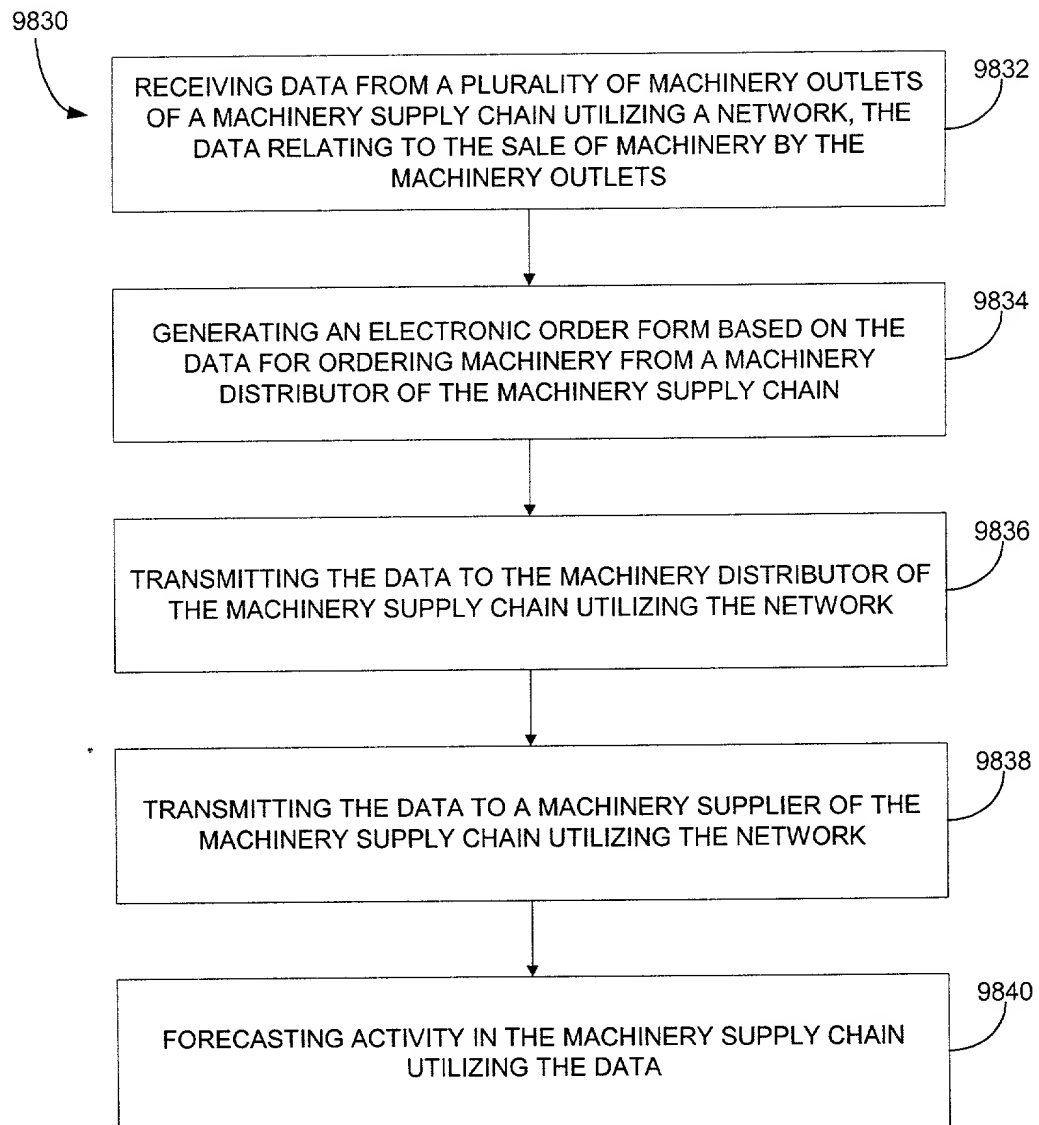 9830
RECEIVING DATA FROM A PLURALITY OF MACHINERY OUTLETS
OF A MACHINERY SUPPLY CHAIN UTILIZING A NETWORK, THE
DATA RELATING TO THE SALE OF MACHINERY BY THE
MACHINERY OUTLETS
9832
GENERATING AN ELECTRONIC ORDER FORM BASED ON THE
DATA FOR ORDERING MACHINERY FROM A MACHINERY
DISTRIBUTOR OF THE MACHINERY SUPPLY CHAIN
9834
TRANSMITTING THE DATA TO THE MACHINERY DISTRIBUTOR OF
THE MACHINERY SUPPLY CHAIN UTILIZING THE NETWORK
9836
TRANSMITTING THE DATA TO A MACHINERY SUPPLIER OF THE
MACHINERY SUPPLY CHAIN UTILIZING THE NETWORK
9838
FORECASTING ACTIVITY IN THE MACHINERY SUPPLY CHAIN
UTILIZING THE DATA
9840